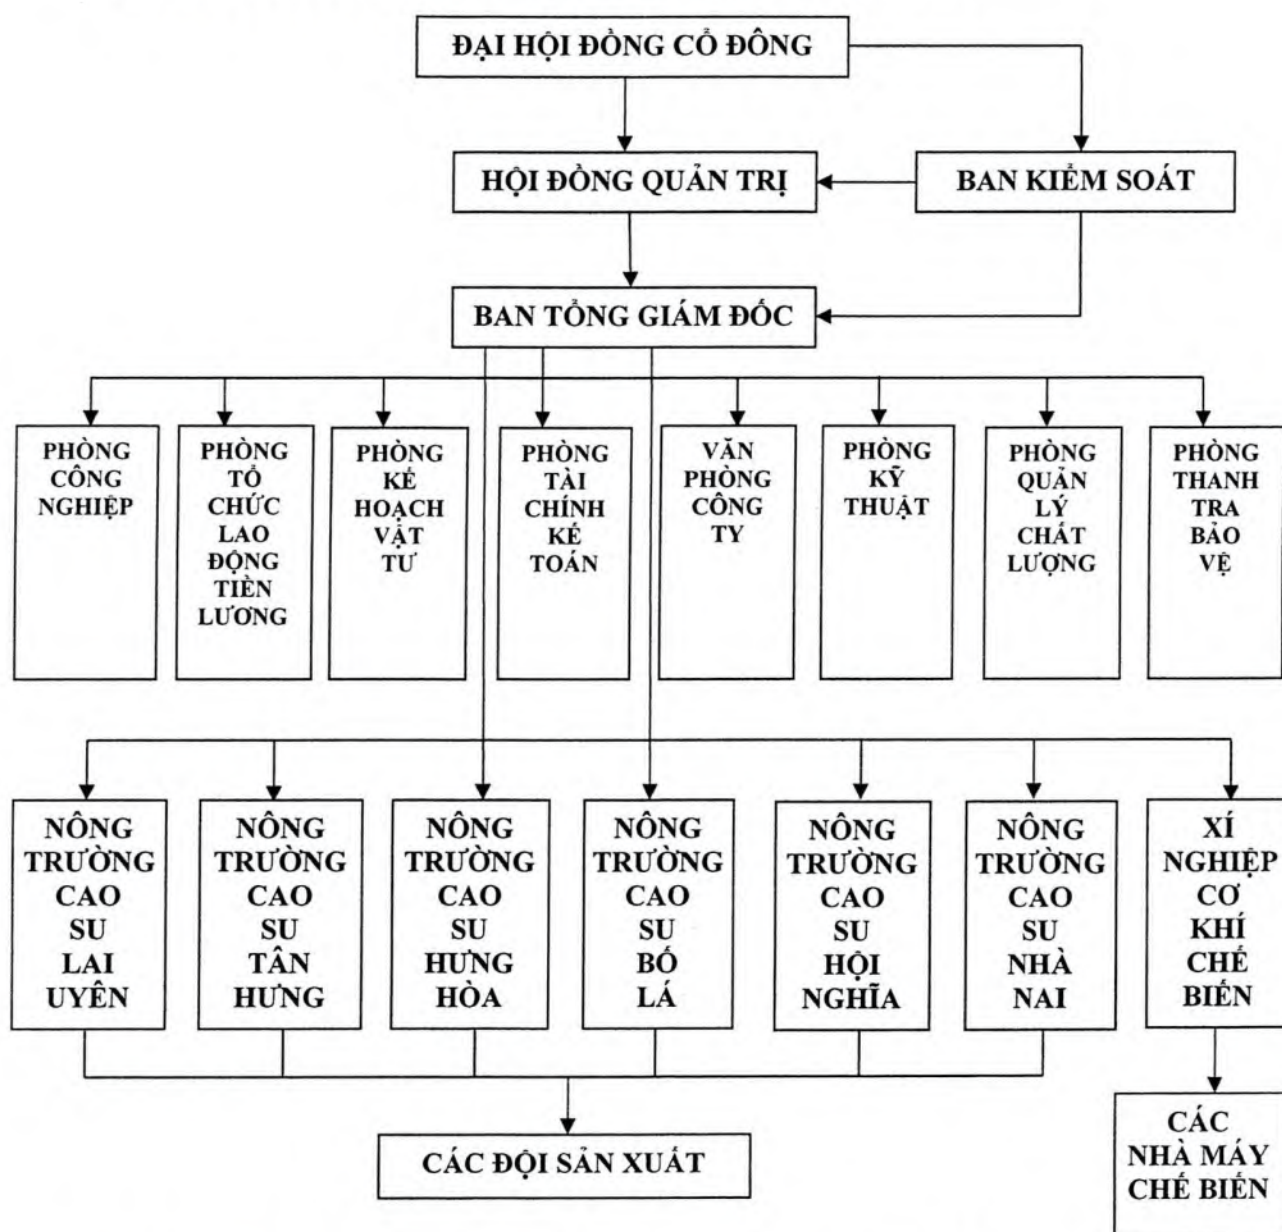 ĐẠI HỘI ĐỒNG CỔ ĐÔNG
HỘI ĐỒNG QUẢN TRỊ
BAN KIỂM SOÁT
BAN TỔNG GIÁM ĐỐC
PHÒNG
CÔNG
NGHIỆP
PHÒNG
TỔ
CHỨC
LAO
ĐỘNG
TIỀN
LƯƠNG
PHÒNG
KẾ
HOẠCH
VẬT
TƯ
PHÒNG
TÀI
CHÍNH
KẾ
TOÁN
VĂN
PHÒNG
CÔNG
TY
PHÒNG
KỸ
THUẬT
PHÒNG
QUẢN
LÝ
CHẤT
LƯỢNG
PHÒNG
THANH
TRA
BẢO
VỆ
NÔNG
TRƯỜNG
CAO
SU
LAI
UYÊN
NÔNG
TRƯỜNG
CAO
SU
TÂN
HƯNG
NÔNG
TRƯỜNG
CAO
SU
HƯNG
HÒA
NÔNG
TRƯỜNG
CAO
SU
BỐ
LÁ
NÔNG
TRƯỜNG
CAO
SU
HỘI
NGHĨA
NÔNG
TRƯỜNG
CAO
SU
NHÀ
NAI
XÍ
NGHIỆP
CƠ
KHÍ
CHẾ
BIẾN
CÁC ĐỘI SẢN XUẤT
CÁC
NHÀ MÁY
CHẾ BIẾN